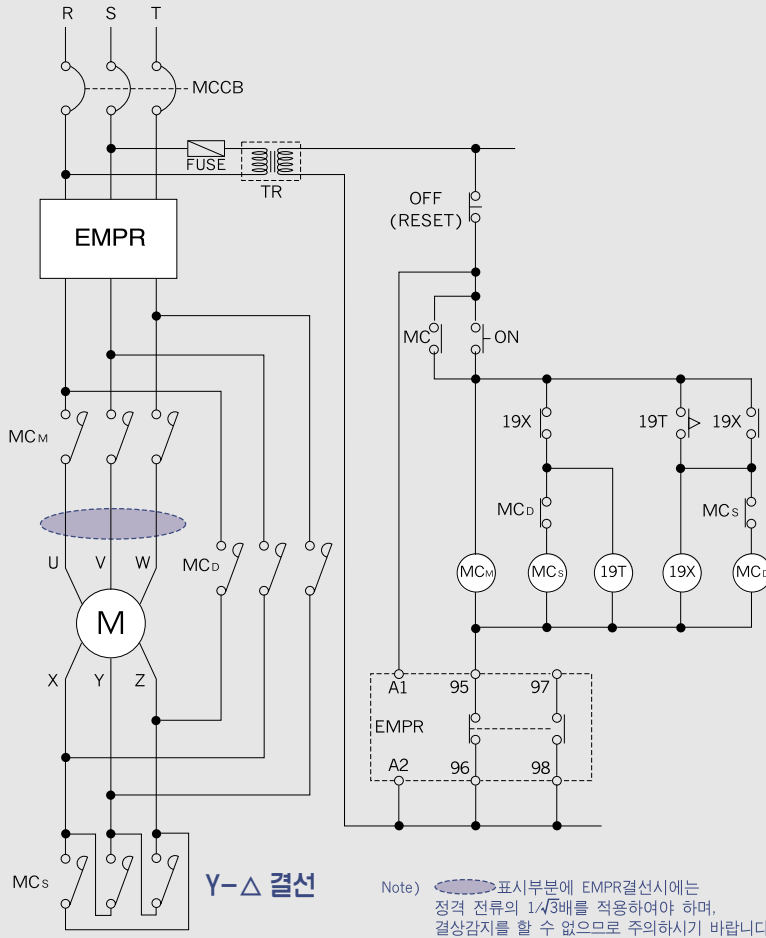 R S T
MCCB
FUSE
TR
OFF
(RESET)
EMPR
MC
ON
MCM
19X
19T
19X
MCD
MCS
U V W
MCD
MCM
MCS
19T
19X
MCD
M
X Y Z
A1
95
97
EMPR
A2
96
98
MCS
Y-△ 결선
Note) 표시부분에 EMPR결선시에는
정격 전류의 1/√3배를 적용하여야 하며,
결상감지를 할 수 없으므로 주의하시기 바랍니다